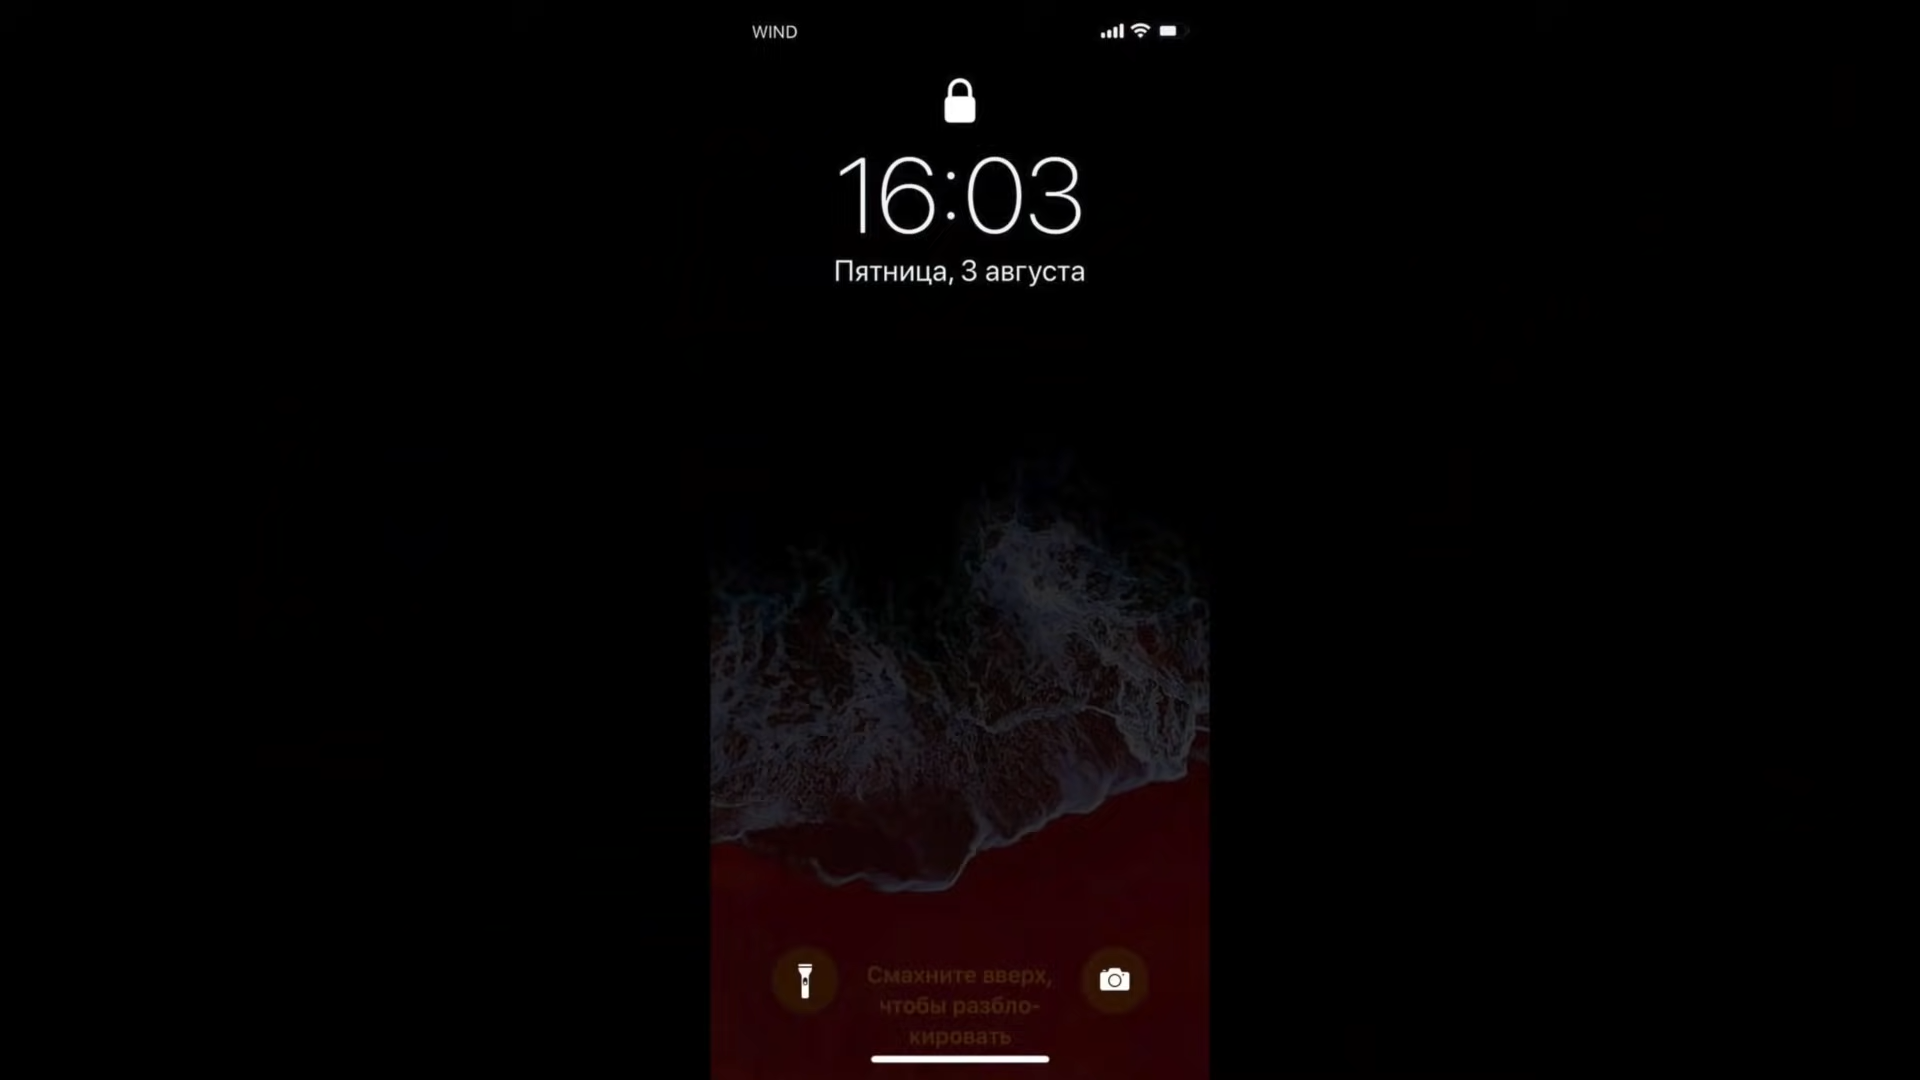 WIND
16:03
Пятница, 3 августа
Смахните вверх,
чтобы разбло-
кировать